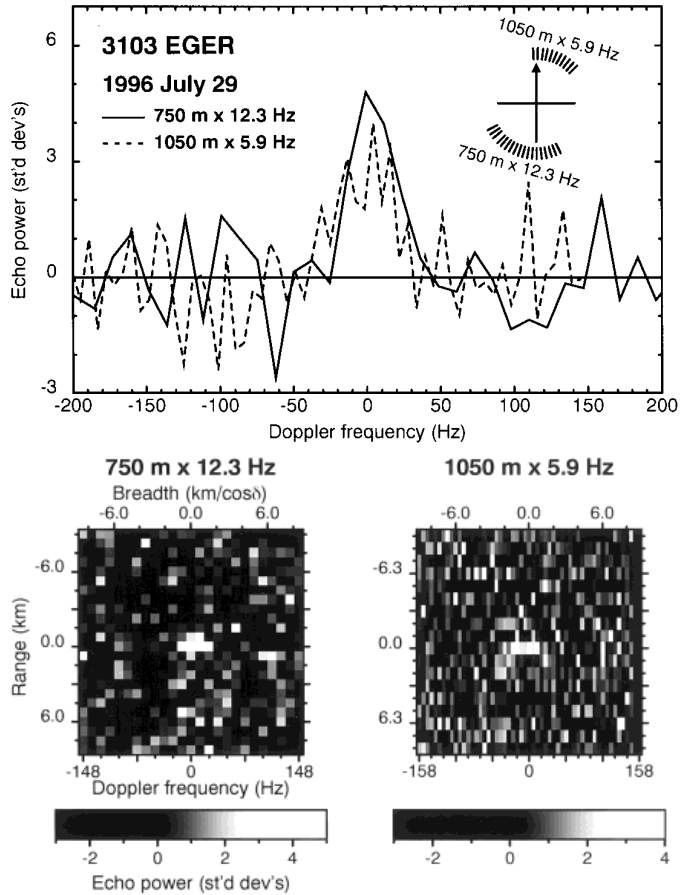 6
3
0
-3
Echo power (st'd dev's)
3103 EGER
1996 July 29
750 m x 12.3 Hz
1050 m x 5.9 Hz
1050 m x 5.9 Hz
750 m x 12.3 Hz
-200 -150 -100 -50 0 50 100 150 200
Doppler frequency (Hz)
750 m x 12.3 Hz
Breadth (km/cosδ)
-6.0 0.0 6.0
-6.0
0.0
6.0
Range (km)
-148 0 148
Doppler frequency (Hz)
-2 0 2 4
Echo power (st'd dev's)
1050 m x 5.9 Hz
-6.0 0.0 6.0
-6.3
0.0
6.3
-158 0 158
-2 0 2 4